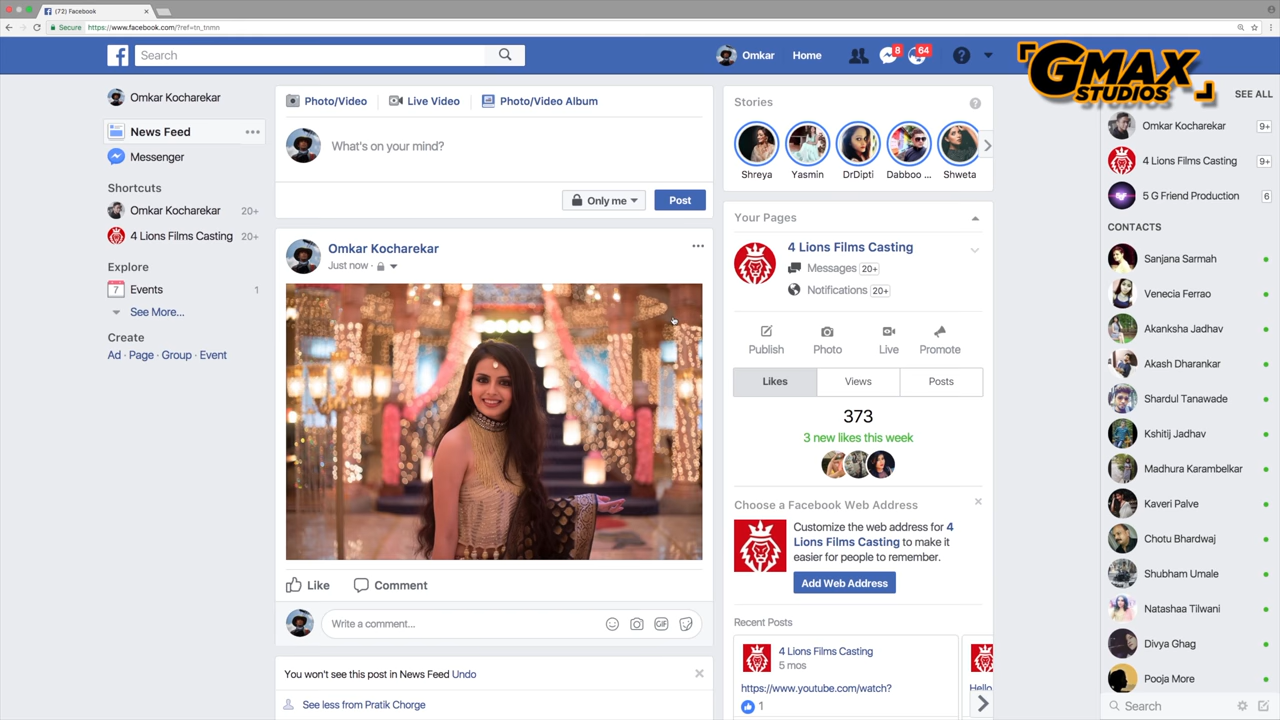 (72) Facebook
Secure
https://www.facebook.com/?ref=tn_tnmn
Search
Omkar
Home
8
64
GMAX
STUDIOS
SEE ALL
Omkar Kocharekar
News Feed
Messenger
Shortcuts
Omkar Kocharekar 20+
4 Lions Films Casting 20+
Explore
7
Events 1
See More...
Create
Ad · Page · Group · Event
Photo/Video
Live Video
Photo/Video Album
What's on your mind?
Only me
Post
Omkar Kocharekar
Just now ·
Like
Comment
Write a comment...
GIF
You won't see this post in News Feed Undo
See less from Pratik Chorge
Stories
Shreya
Yasmin
DrDipti
Dabboo ...
Shweta
Your Pages
4 Lions Films Casting
Messages 20+
Notifications 20+
Publish
Photo
Live
Promote
Likes
Views
Posts
373
3 new likes this week
Choose a Facebook Web Address
Customize the web address for 4
Lions Films Casting to make it
easier for people to remember.
Add Web Address
Recent Posts
4 Lions Films Casting
5 mos
https://www.youtube.com/watch?
1
Hello
Omkar Kocharekar 9+
4 Lions Films Casting 9+
5 G Friend Production 6
CONTACTS
Sanjana Sarmah
Venecia Ferrao
Akanksha Jadhav
Akash Dharankar
Shardul Tanawade
Kshitij Jadhav
Madhura Karambelkar
Kaveri Palve
Chotu Bhardwaj
Shubham Umale
Natashaa Tilwani
Divya Ghag
Pooja More
Search